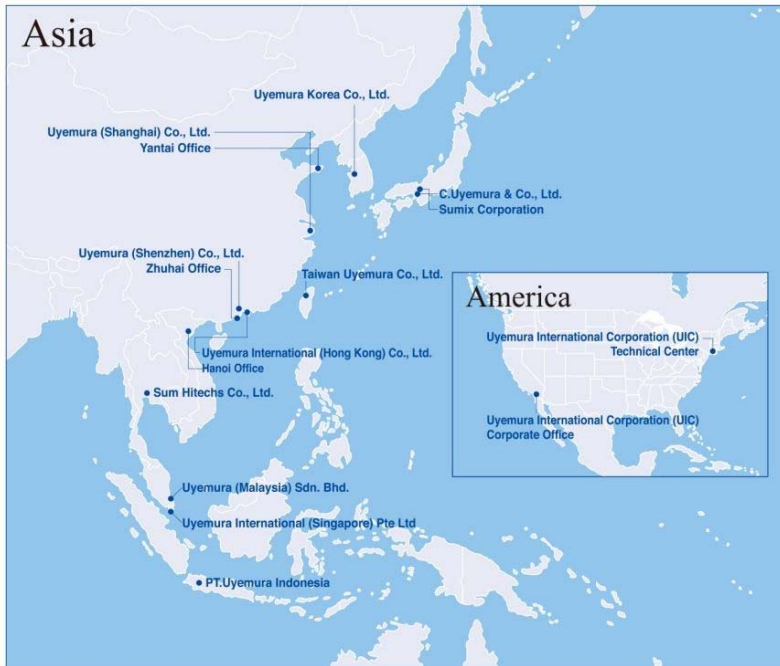 Asia
Uyemura Korea Co., Ltd.
Uyemura (Shanghai) Co., Ltd.
Yantai Office
C.Uyemura & Co., Ltd.
Sumix Corporation
Uyemura (Shenzhen) Co., Ltd.
Zhuhai Office
Taiwan Uyemura Co., Ltd.
Uyemura International (Hong Kong) Co., Ltd.
Hanoi Office
Sum Hitechs Co., Ltd.
Uyemura (Malaysia) Sdn. Bhd.
Uyemura International (Singapore) Pte Ltd
PT.Uyemura Indonesia
America
Uyemura International Corporation (UIC)
Technical Center
Uyemura International Corporation (UIC)
Corporate Office